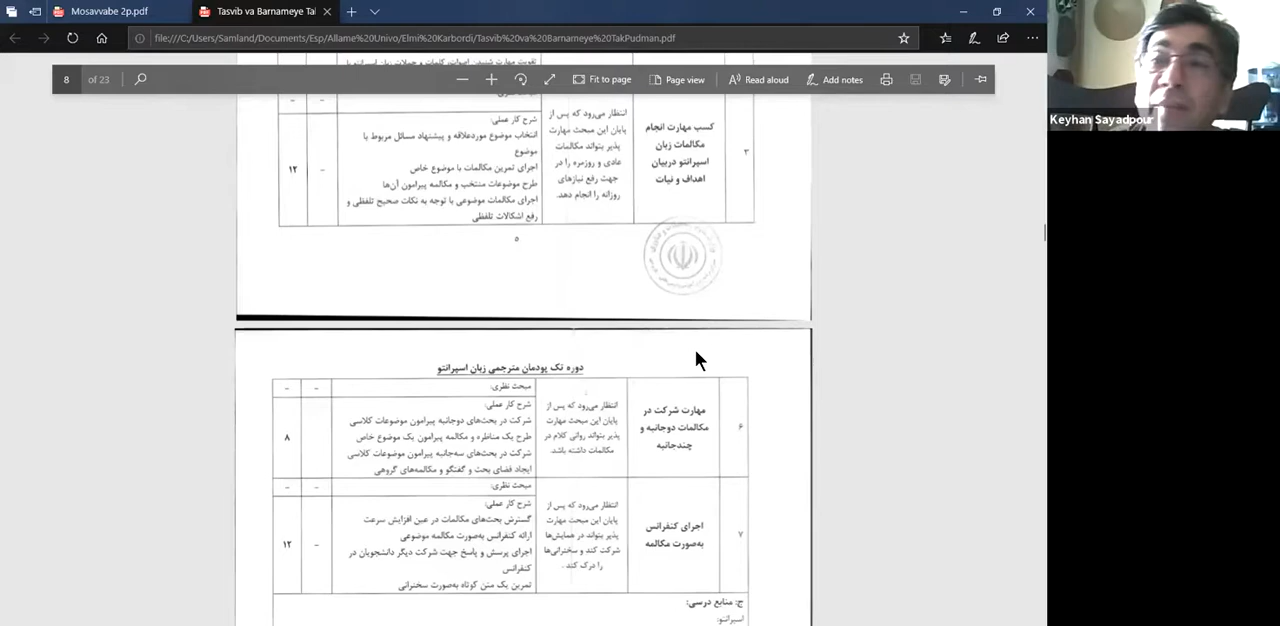 Mosavvabe 2p.pdf
Tasvib va Barnameye Tal
file:///C:/Users/Samland/Documents/Esp/Allame%20Univo/Elmi%20Karbordi/Tasvib%20va%20Barnameye%20TakPudman.pdf
8 of 23
Fit to page
Page view
Read aloud
Add notes
Keyhan Sayadpour
تقویت مهارت شنیدن: اصوات، کلمات و جملات زبان اسپرانتو با
- -
۳
کسب مهارت انجام
مکالمات زبان
اسپرانتو دربیان
اهداف و نیات
انتظار می‌رود که پس از
پایان این مبحث مهارت
پذیر بتواند مکالمات
عادی و روزمره را در
جهت رفع نیازهای
روزانه را انجام دهد.
شرح کار عملی:
انتخاب موضوع موردعلاقه و پیشنهاد مسائل مربوط با
موضوع
اجرای تمرین مکالمات با موضوع خاص
طرح موضوعات منتخب و مکالمه پیرامون آن‌ها
اجرای مکالمات موضوعی با توجه به نکات صحیح تلفظی و
رفع اشکالات تلفظی
-
۱۲
۵
دوره تک پودمان مترجمی زبان اسپرانتو
۶
مهارت شرکت در
مکالمات دوجانبه و
چندجانبه
انتظار می‌رود که پس از
پایان این مبحث مهارت
پذیر بتواند روانی کلام در
مکالمات داشته باشد.
مبحث نظری:
- -
شرح کار عملی:
شرکت در بحث‌های دوجانبه پیرامون موضوعات کلاسی
طرح یک مناظره و مکالمه پیرامون یک موضوع خاص
شرکت در بحث‌های سه‌جانبه پیرامون موضوعات کلاسی
ایجاد فضای بحث و گفتگو و مکالمه‌های گروهی
-
۸
۷
اجرای کنفرانس
به‌صورت مکالمه
انتظار می‌رود که پس از
پایان این مبحث مهارت
پذیر بتواند در همایش‌ها
شرکت کند و سخنرانی‌ها
را درک کند .
مبحث نظری:
- -
شرح کار عملی:
گسترش بحث‌های مکالمات در عین افزایش سرعت
ارائه کنفرانس به‌صورت مکالمه موضوعی
اجرای پرسش و پاسخ جهت شرکت دیگر دانشجویان در
کنفرانس
تمرین یک متن کوتاه به‌صورت سخنرانی
-
۱۲
ج: منابع درسی:
اسپرانتو: